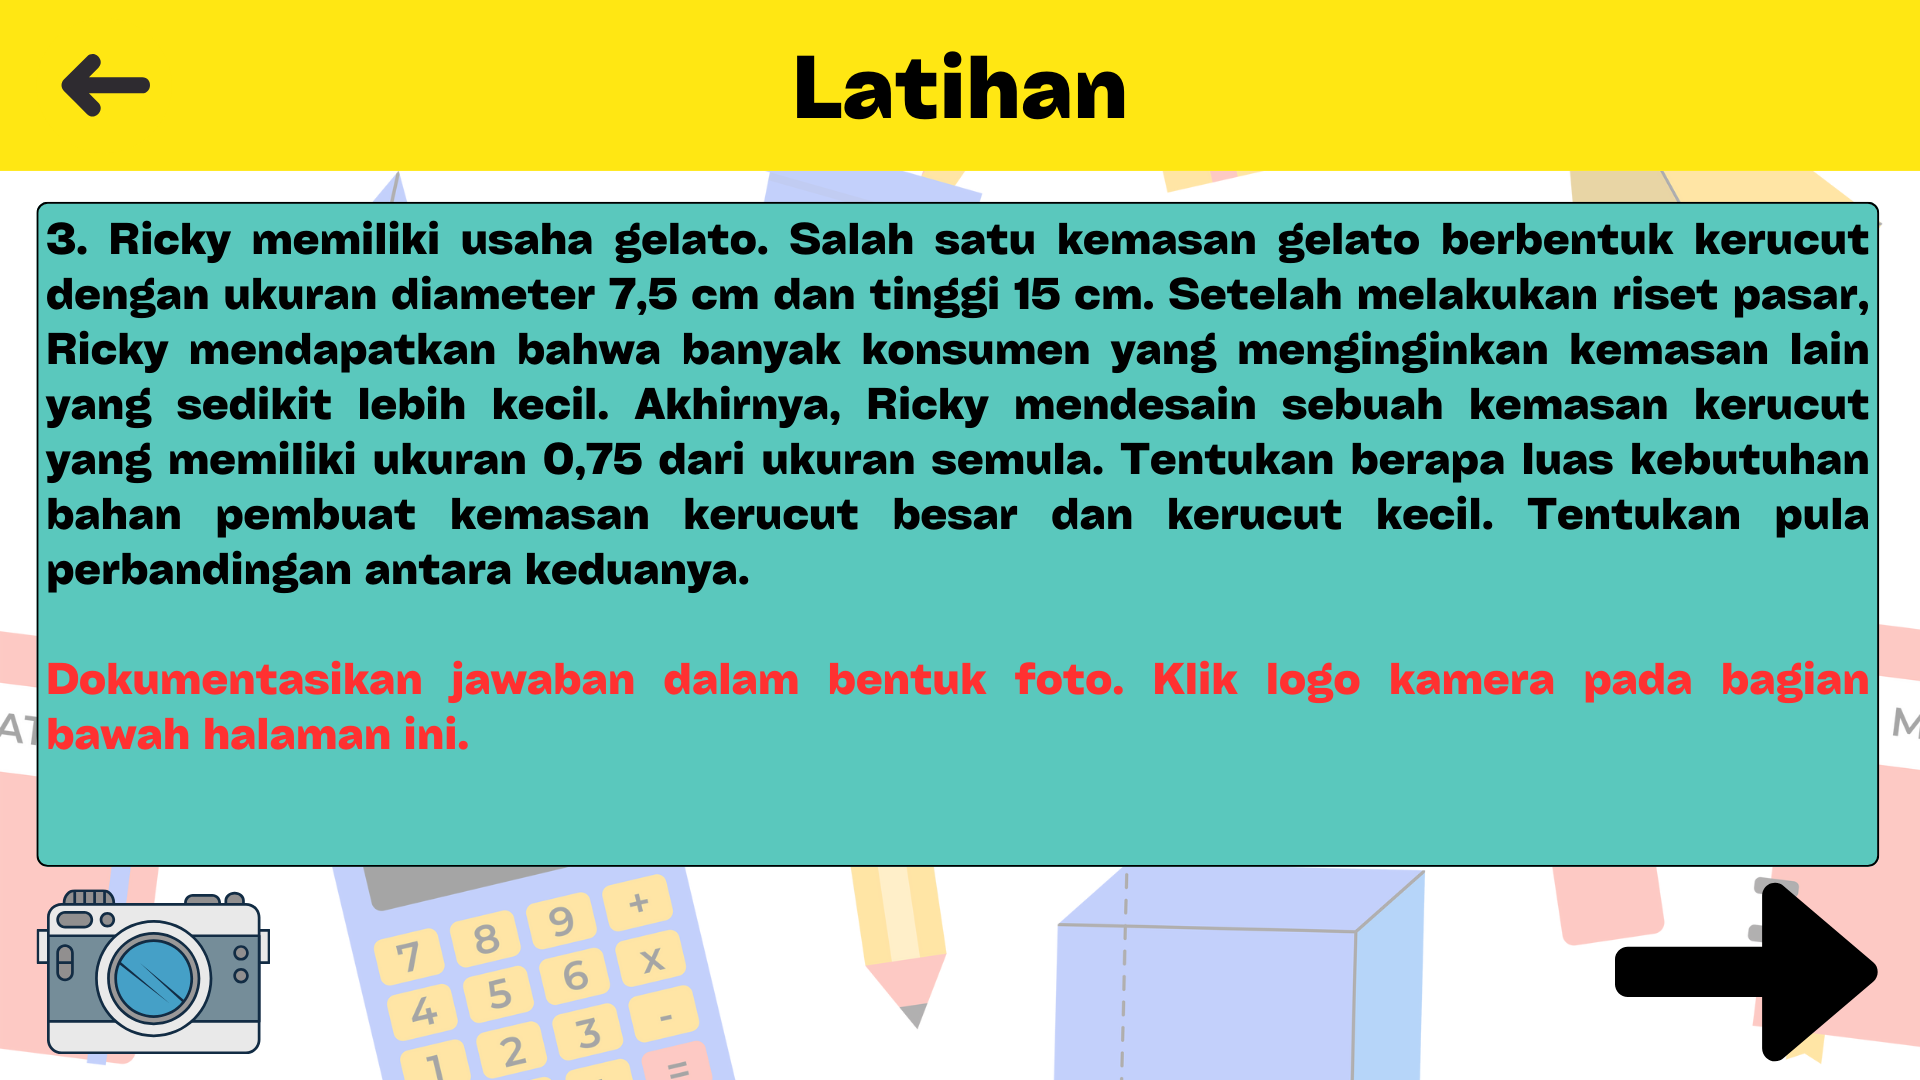 Latihan
3. Ricky memiliki usaha gelato. Salah satu kemasan gelato berbentuk kerucut
dengan ukuran diameter 7,5 cm dan tinggi 15 cm. Setelah melakukan riset pasar,
Ricky mendapatkan bahwa banyak konsumen yang menginginkan kemasan lain
yang sedikit lebih kecil. Akhirnya, Ricky mendesain sebuah kemasan kerucut
yang memiliki ukuran 0,75 dari ukuran semula. Tentukan berapa luas kebutuhan
bahan pembuat kemasan kerucut besar dan kerucut kecil. Tentukan pula
perbandingan antara keduanya.
Dokumentasikan jawaban dalam bentuk foto. Klik logo kamera pada bagian
bawah halaman ini.
7 8 9 +
4 5 6 x
1 2 3 -
=